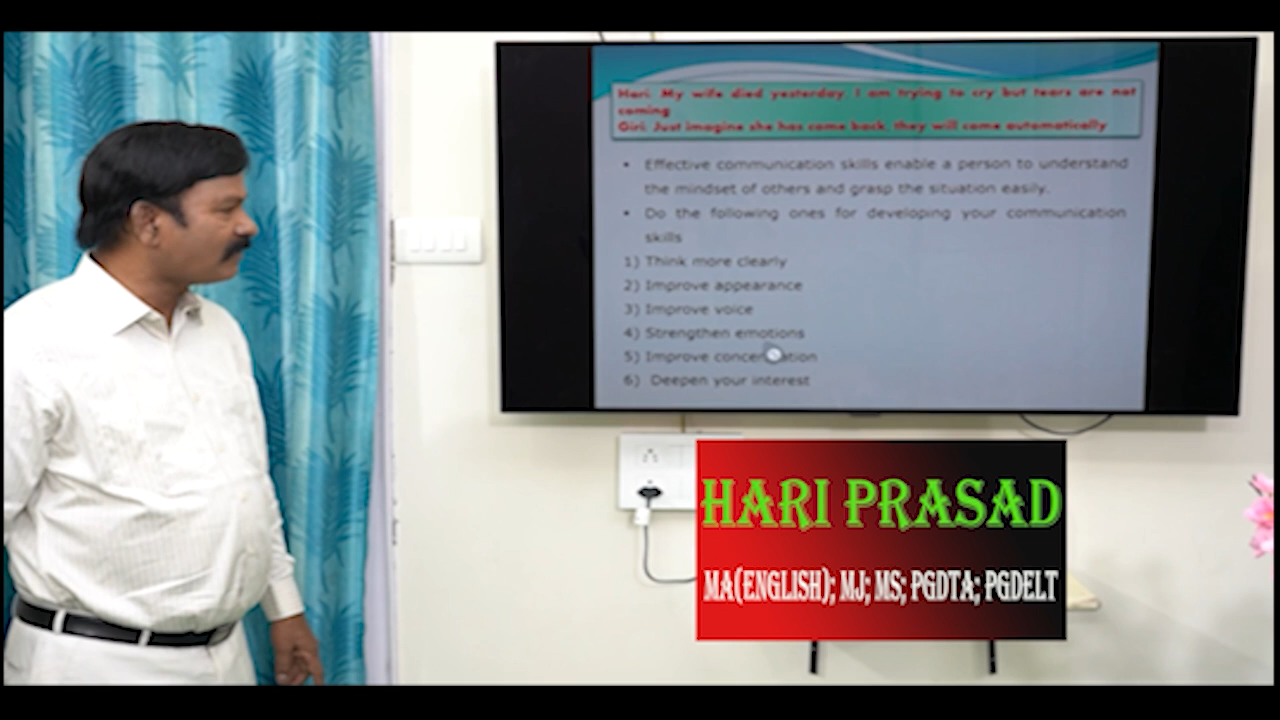 Hari: My wife died yesterday. I am trying to cry but tears are not
coming
Giri: Just imagine she has come back, they will come automatically
• Effective communication skills enable a person to understand
the mindset of others and grasp the situation easily.
• Do the following ones for developing your communication
skills
1) Think more clearly
2) Improve appearance
3) Improve voice
4) Strengthen emotions
5) Improve concentration
6) Deepen your interest
HARI PRASAD
MA(ENGLISH); MJ; MS; PGDTA; PGDELT